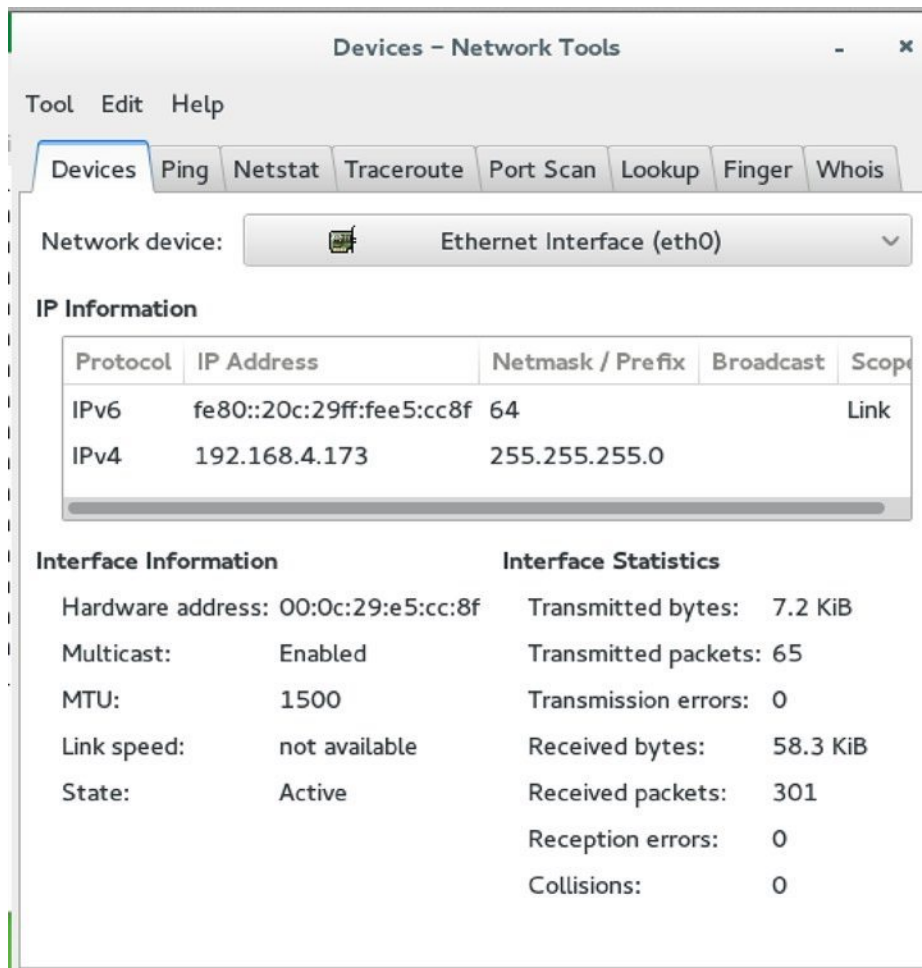 Devices – Network Tools
Tool Edit Help
Devices Ping Netstat Traceroute Port Scan Lookup Finger Whois
Network device: Ethernet Interface (eth0)
IP Information
Protocol IP Address Netmask / Prefix Broadcast Scope
IPv6 fe80::20c:29ff:fee5:cc8f 64 Link
IPv4 192.168.4.173 255.255.255.0
Interface Information Interface Statistics
Hardware address: 00:0c:29:e5:cc:8f Transmitted bytes: 7.2 KiB
Multicast: Enabled Transmitted packets: 65
MTU: 1500 Transmission errors: 0
Link speed: not available Received bytes: 58.3 KiB
State: Active Received packets: 301
Reception errors: 0
Collisions: 0